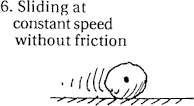 6. Sliding at
constant speed
without friction